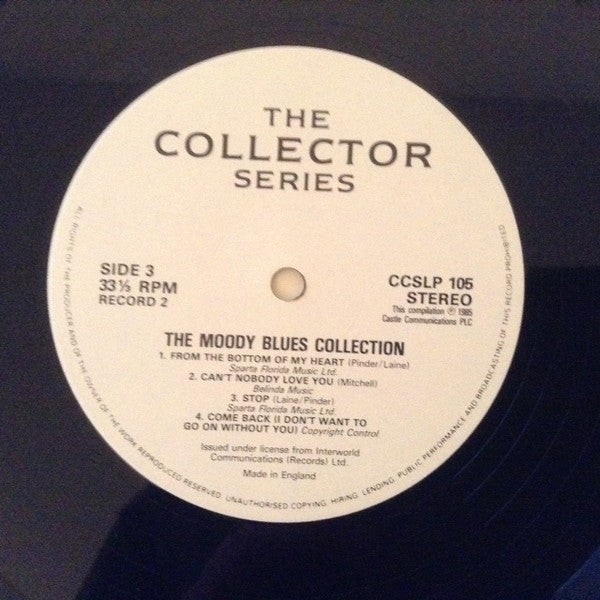 THE
COLLECTOR
SERIES
SIDE 3
33⅓ RPM
RECORD 2
CCSLP 105
STEREO
This compilation ℗ 1985
Castle Communications PLC
THE MOODY BLUES COLLECTION
1. FROM THE BOTTOM OF MY HEART (Pinder/Laine)
Sparta Florida Music Ltd.
2. CAN'T NOBODY LOVE YOU (Mitchell)
Belinda Music
3. STOP (Laine/Pinder)
Sparta Florida Music Ltd.
4. COME BACK (I DON'T WANT TO
GO ON WITHOUT YOU) Copyright Control
Issued under license from Interworld
Communications (Records) Ltd.
Made in England
ALL RIGHTS OF THE PRODUCER AND OF THE OWNER OF THE WORK REPRODUCED RESERVED. UNAUTHORISED COPYING, HIRING, LENDING, PUBLIC PERFORMANCE AND BROADCASTING OF THIS RECORD PROHIBITED